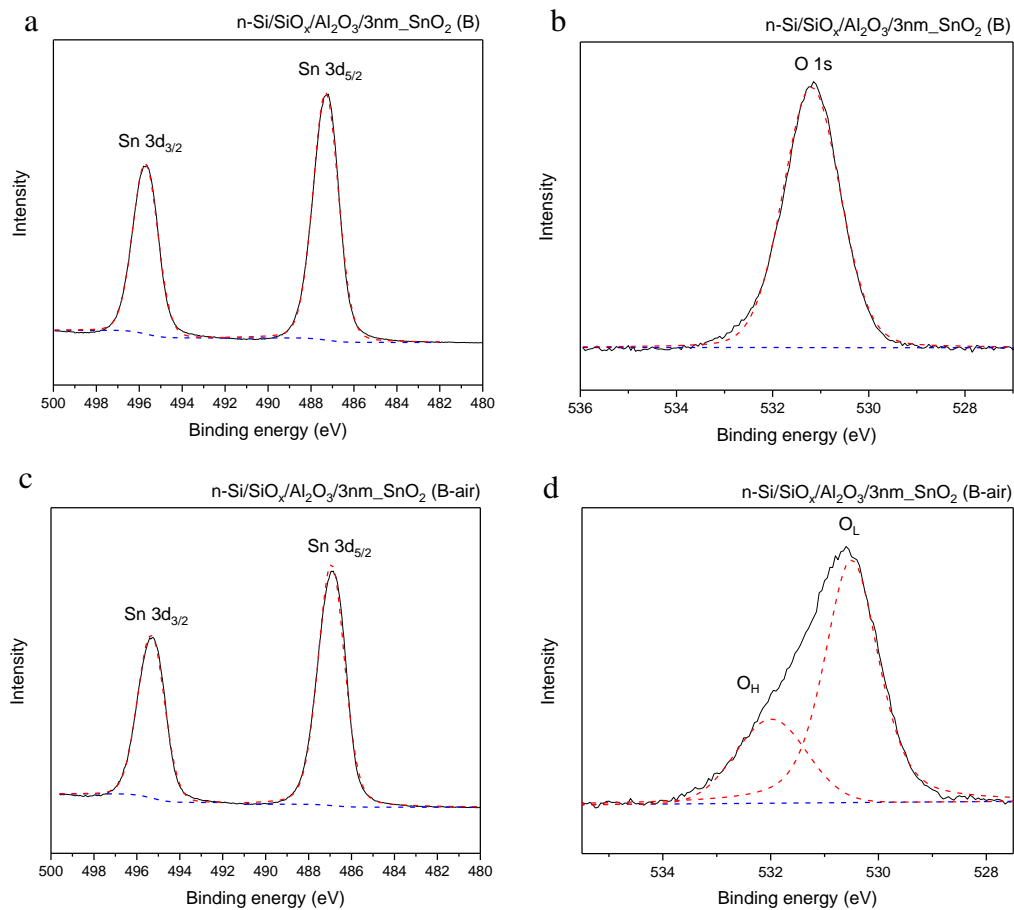 a
n-Si/SiOₓ/Al₂O₃/3nm_SnO₂ (B)
Sn 3d₅/₂
Sn 3d₃/₂
Intensity
500 498 496 494 492 490 488 486 484 482 480
Binding energy (eV)
b
n-Si/SiOₓ/Al₂O₃/3nm_SnO₂ (B)
O 1s
Intensity
536 534 532 530 528
Binding energy (eV)
c
n-Si/SiOₓ/Al₂O₃/3nm_SnO₂ (B-air)
Sn 3d₅/₂
Sn 3d₃/₂
Intensity
500 498 496 494 492 490 488 486 484 482 480
Binding energy (eV)
d
n-Si/SiOₓ/Al₂O₃/3nm_SnO₂ (B-air)
O_L
O_H
Intensity
534 532 530 528
Binding energy (eV)